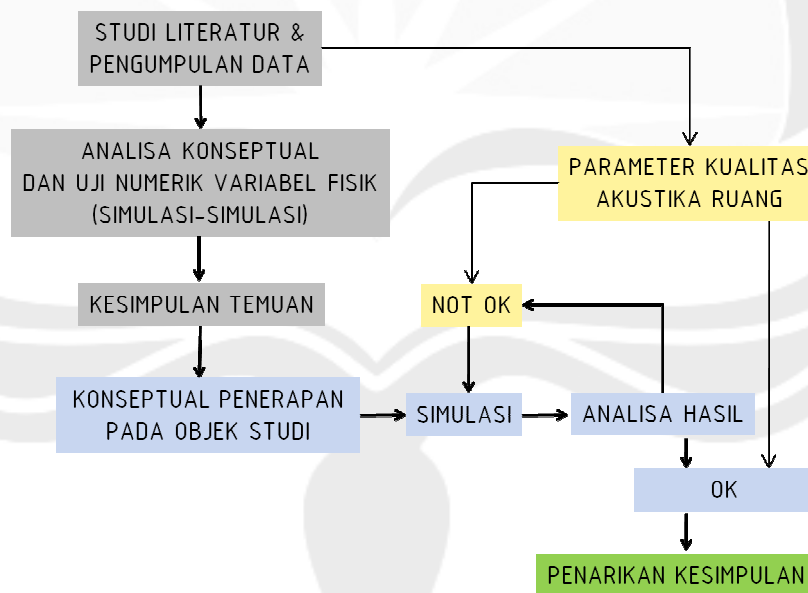 STUDI LITERATUR &
PENGUMPULAN DATA
ANALISA KONSEPTUAL
DAN UJI NUMERIK VARIABEL FISIK
(SIMULASI-SIMULASI)
PARAMETER KUALITAS
AKUSTIKA RUANG
KESIMPULAN TEMUAN
NOT OK
KONSEPTUAL PENERAPAN
PADA OBJEK STUDI
SIMULASI
ANALISA HASIL
OK
PENARIKAN KESIMPULAN